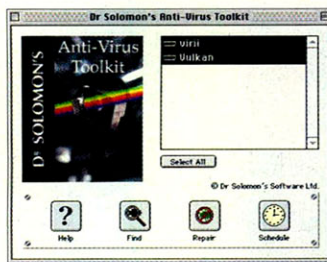 Dr Solomon's Anti-Virus Toolkit
Anti-Virus
Toolkit
DR SOLOMON'S
virii
Vulkan
Select All
© Dr Solomon's Software Ltd.
Help
Find
Repair
Schedule